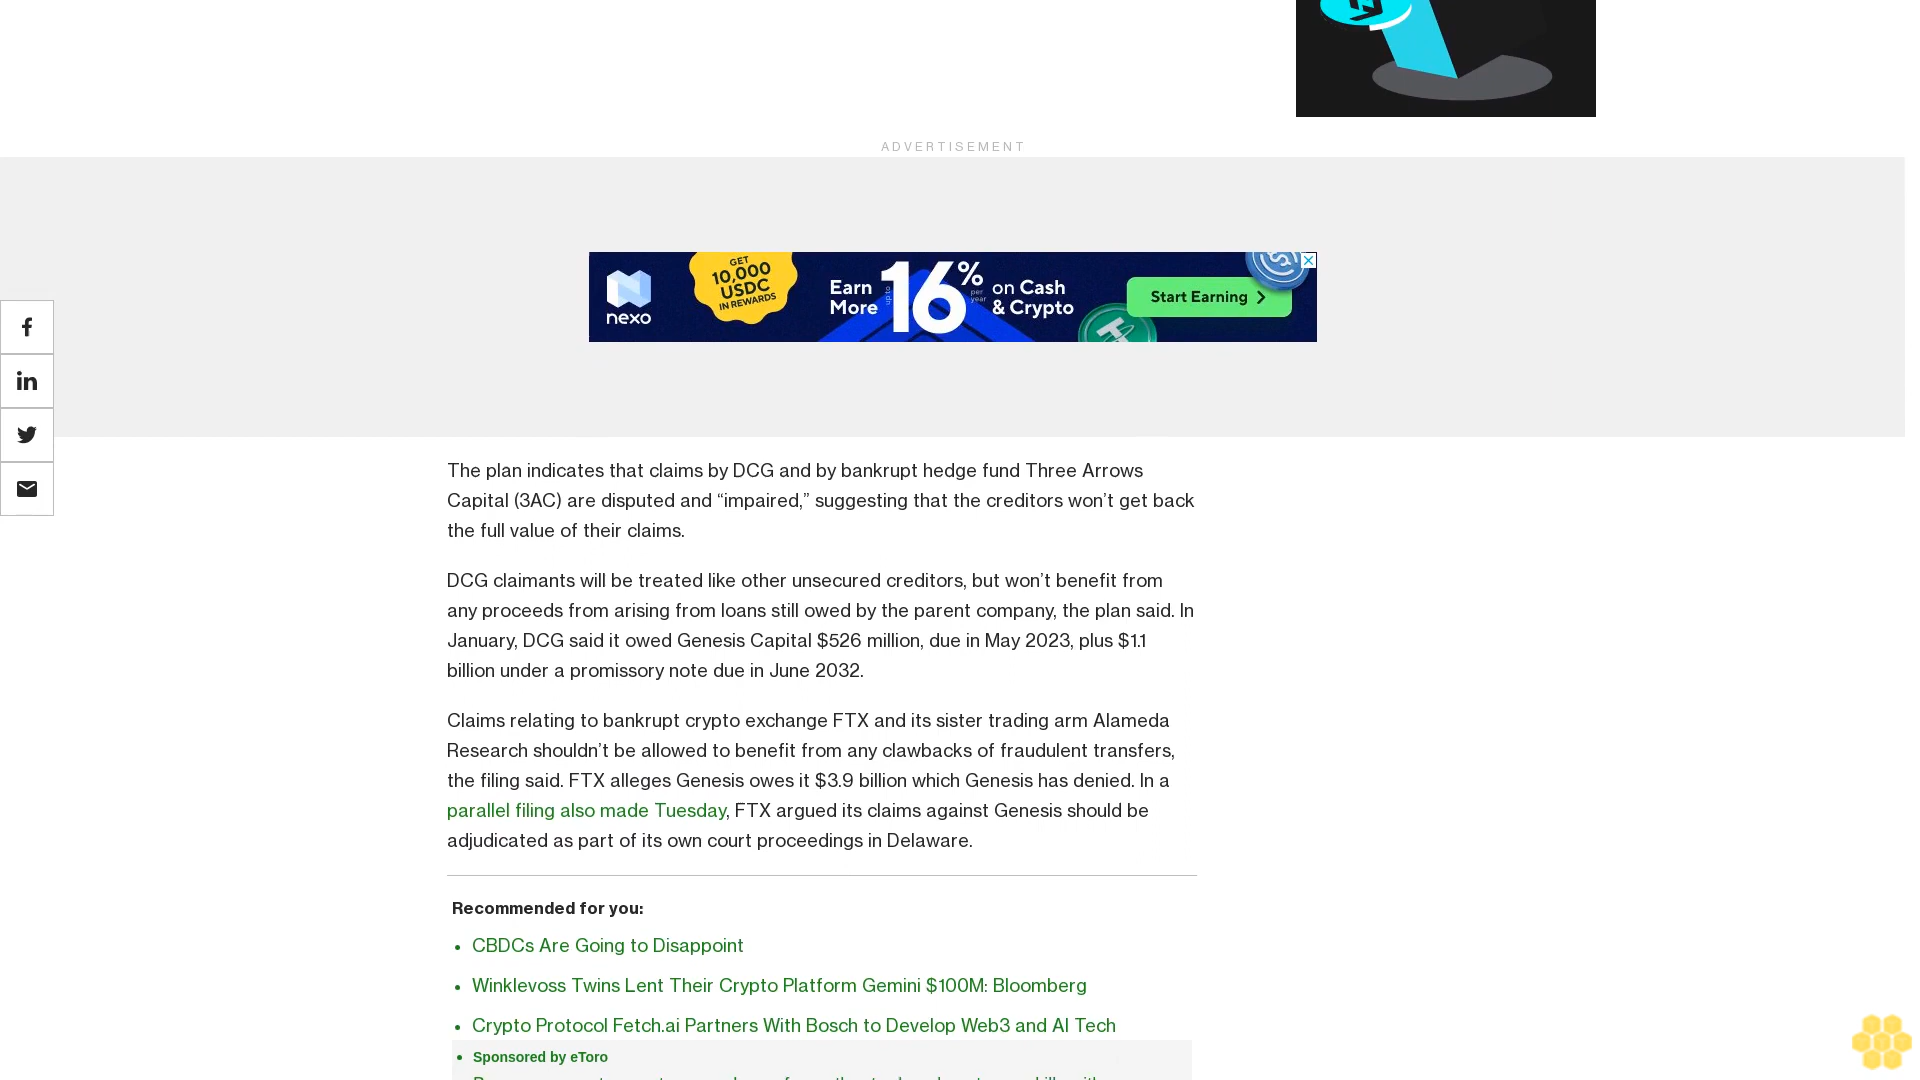 ADVERTISEMENT
nexo
GET
10,000
USDC
IN REWARDS
Earn
More
up to
16%
per
year
on Cash
& Crypto
Start Earning
The plan indicates that claims by DCG and by bankrupt hedge fund Three Arrows
Capital (3AC) are disputed and “impaired,” suggesting that the creditors won’t get back
the full value of their claims.
DCG claimants will be treated like other unsecured creditors, but won’t benefit from
any proceeds from arising from loans still owed by the parent company, the plan said. In
January, DCG said it owed Genesis Capital $526 million, due in May 2023, plus $1.1
billion under a promissory note due in June 2032.
Claims relating to bankrupt crypto exchange FTX and its sister trading arm Alameda
Research shouldn’t be allowed to benefit from any clawbacks of fraudulent transfers,
the filing said. FTX alleges Genesis owes it $3.9 billion which Genesis has denied. In a
parallel filing also made Tuesday, FTX argued its claims against Genesis should be
adjudicated as part of its own court proceedings in Delaware.
Recommended for you:
• CBDCs Are Going to Disappoint
• Winklevoss Twins Lent Their Crypto Platform Gemini $100M: Bloomberg
• Crypto Protocol Fetch.ai Partners With Bosch to Develop Web3 and AI Tech
• Sponsored by eToro